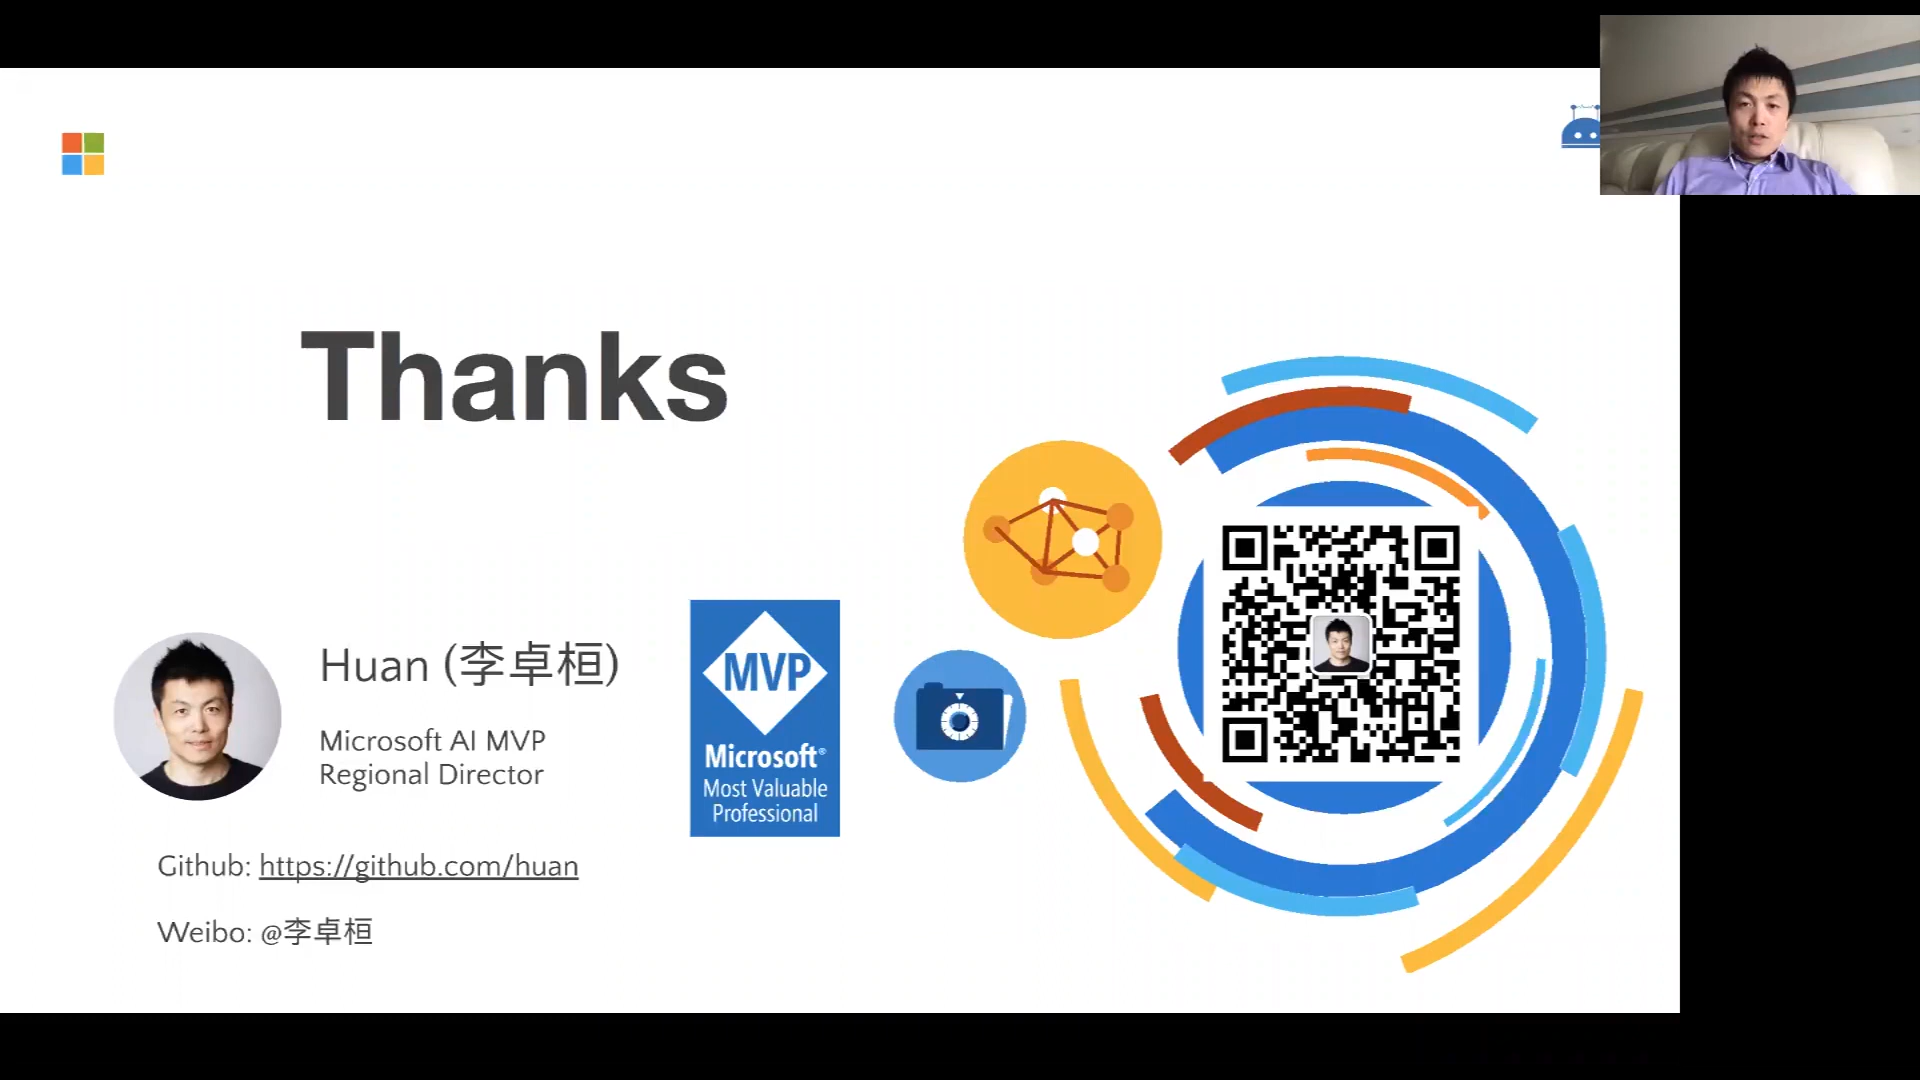 Thanks
Huan (李卓桓)
Microsoft AI MVP
Regional Director
MVP
Microsoft®
Most Valuable
Professional
Github: https://github.com/huan
Weibo: @李卓桓